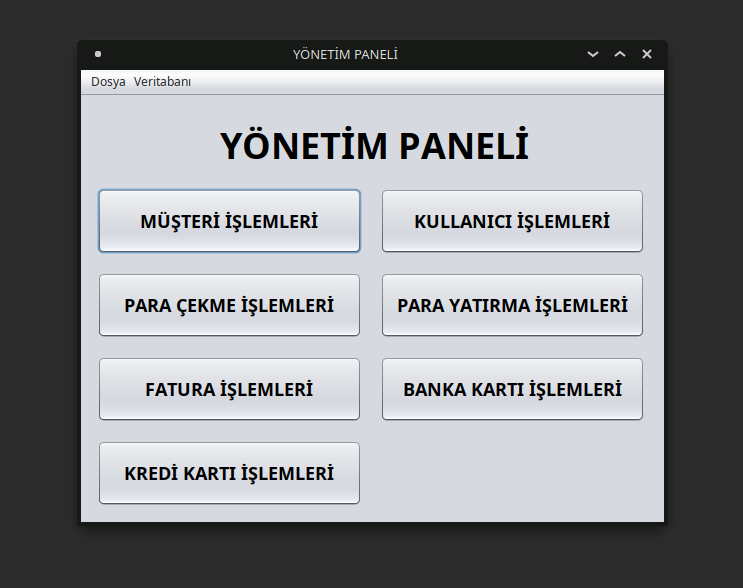 YÖNETİM PANELİ
Dosya Veritabanı
YÖNETİM PANELİ
MÜŞTERİ İŞLEMLERİ
KULLANICI İŞLEMLERİ
PARA ÇEKME İŞLEMLERİ
PARA YATIRMA İŞLEMLERİ
FATURA İŞLEMLERİ
BANKA KARTI İŞLEMLERİ
KREDİ KARTI İŞLEMLERİ